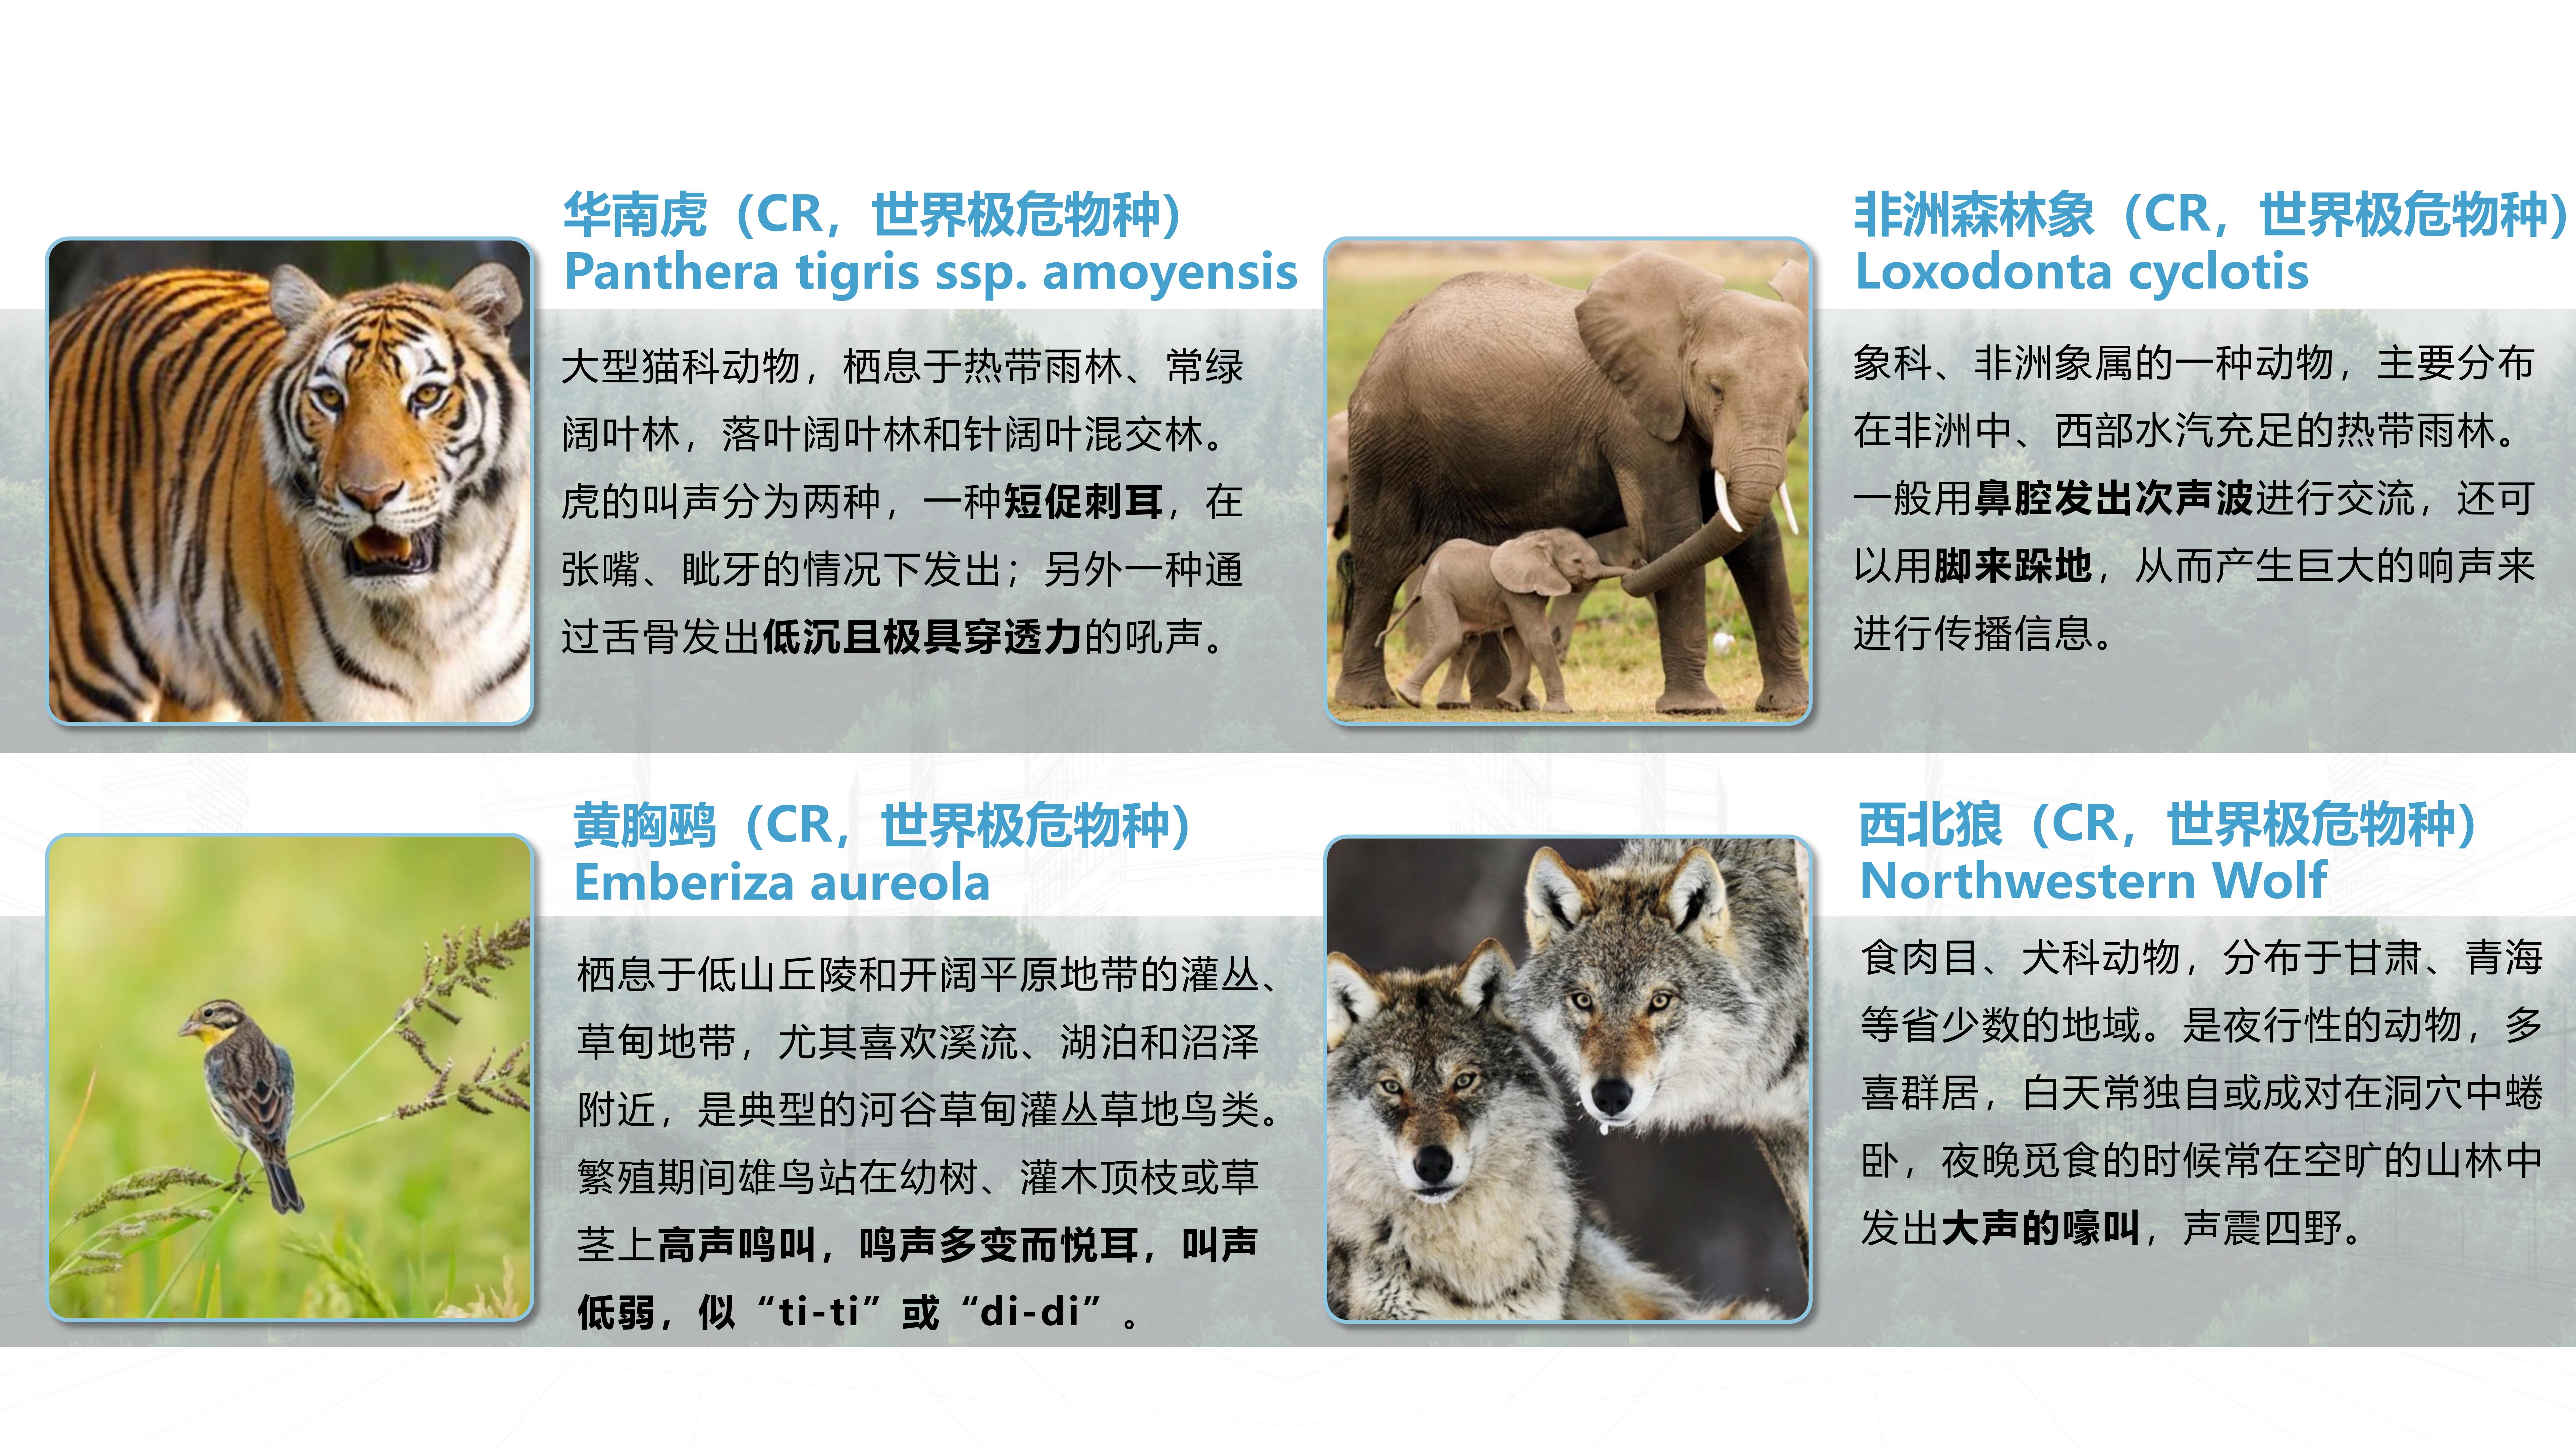 华南虎（CR，世界极危物种）
Panthera tigris ssp. amoyensis
大型猫科动物，栖息于热带雨林、常绿
阔叶林，落叶阔叶林和针阔叶混交林。
虎的叫声分为两种，一种短促刺耳，在
张嘴、眦牙的情况下发出；另外一种通
过舌骨发出低沉且极具穿透力的吼声。
非洲森林象（CR，世界极危物种）
Loxodonta cyclotis
象科、非洲象属的一种动物，主要分布
在非洲中、西部水汽充足的热带雨林。
一般用鼻腔发出次声波进行交流，还可
以用脚来跺地，从而产生巨大的响声来
进行传播信息。
黄胸鹀（CR，世界极危物种）
Emberiza aureola
栖息于低山丘陵和开阔平原地带的灌丛、
草甸地带，尤其喜欢溪流、湖泊和沼泽
附近，是典型的河谷草甸灌丛草地鸟类。
繁殖期间雄鸟站在幼树、灌木顶枝或草
茎上高声鸣叫，鸣声多变而悦耳，叫声
低弱，似“ti-ti”或“di-di”。
西北狼（CR，世界极危物种）
Northwestern Wolf
食肉目、犬科动物，分布于甘肃、青海
等省少数的地域。是夜行性的动物，多
喜群居，白天常独自或成对在洞穴中蜷
卧，夜晚觅食的时候常在空旷的山林中
发出大声的嚎叫，声震四野。